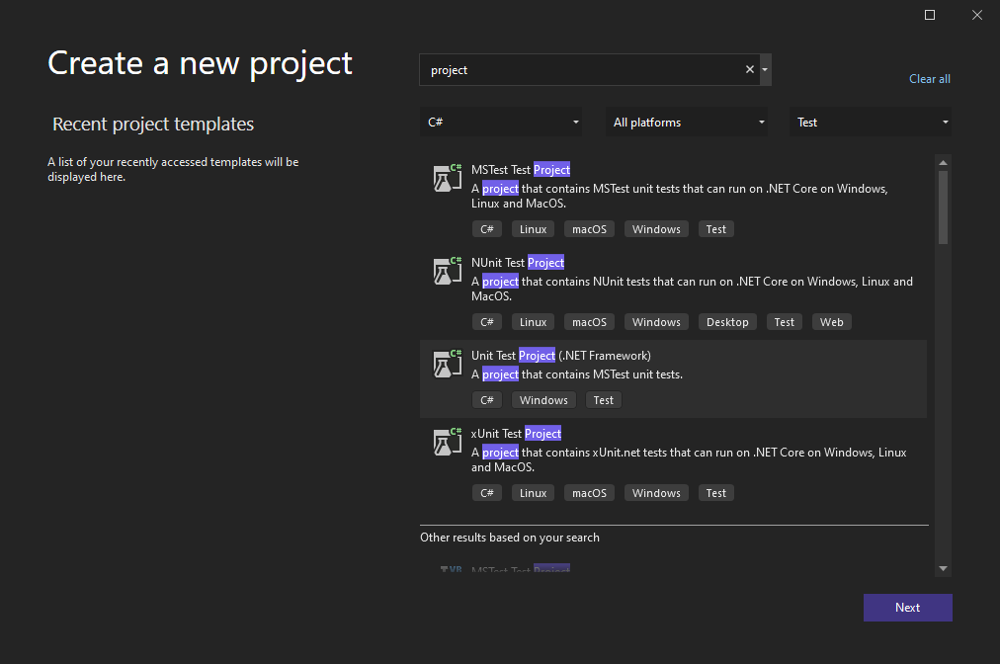 Create a new project
Recent project templates
A list of your recently accessed templates will be
displayed here.
project
Clear all
C#
All platforms
Test
C#
MSTest Test Project
A project that contains MSTest unit tests that can run on .NET Core on Windows,
Linux and MacOS.
C# Linux macOS Windows Test
C#
NUnit Test Project
A project that contains NUnit tests that can run on .NET Core on Windows, Linux and
MacOS.
C# Linux macOS Windows Desktop Test Web
C#
Unit Test Project (.NET Framework)
A project that contains MSTest unit tests.
C# Windows Test
C#
xUnit Test Project
A project that contains xUnit.net tests that can run on .NET Core on Windows, Linux
and MacOS.
C# Linux macOS Windows Test
Other results based on your search
VB
MSTest Test Project
Next